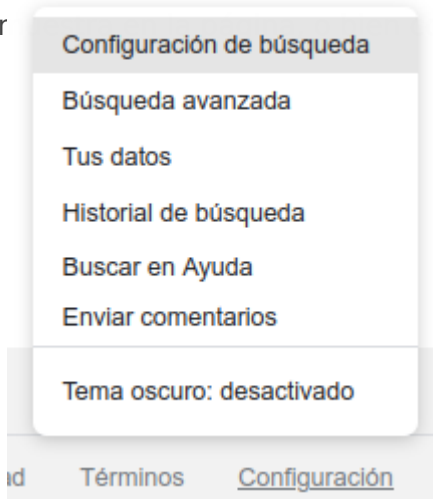 Configuración de búsqueda
Búsqueda avanzada
Tus datos
Historial de búsqueda
Buscar en Ayuda
Enviar comentarios
Tema oscuro: desactivado
Términos Configuración